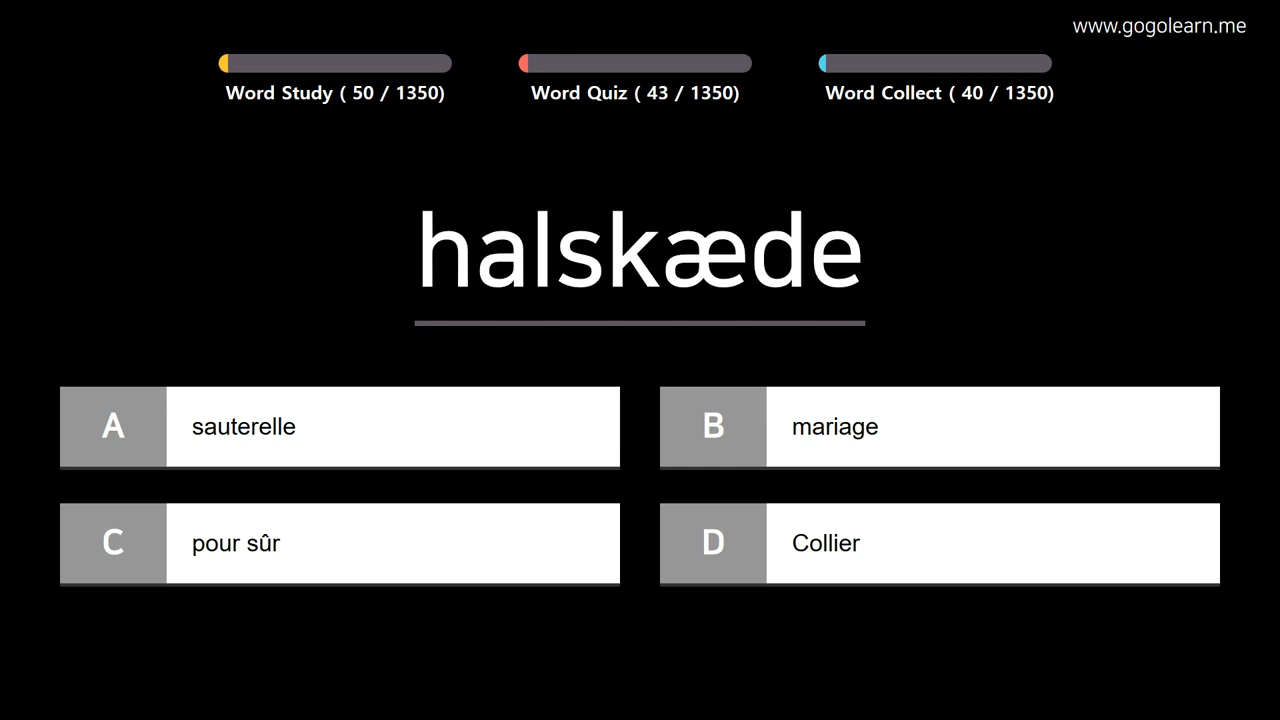 www.gogolearn.me
Word Study ( 50 / 1350)
Word Quiz ( 43 / 1350)
Word Collect ( 40 / 1350)
halskæde
A sauterelle
B mariage
C pour sûr
D Collier